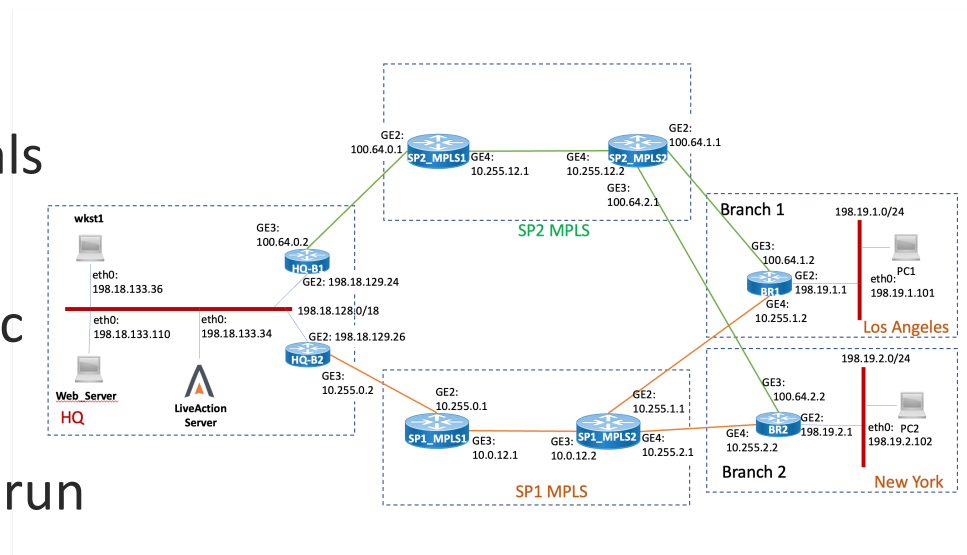 als
c
run
SP2_MPLS1
GE2:
100.64.0.1
GE4:
10.255.12.1
SP2_MPLS2
GE4:
10.255.12.2
GE2:
100.64.1.1
GE3:
100.64.2.1
SP2 MPLS
wkst1
eth0:
198.18.133.36
GE3:
100.64.0.2
HQ-B1
GE2: 198.18.129.24
198.18.128.0/18
eth0:
198.18.133.110
eth0:
198.18.133.34
GE2: 198.18.129.26
HQ-B2
GE3:
10.255.0.2
Web_Server
HQ
LiveAction
Server
GE2:
10.255.0.1
SP1_MPLS1
GE3:
10.0.12.1
GE3:
10.0.12.2
SP1_MPLS2
GE2:
10.255.1.1
GE4:
10.255.2.1
SP1 MPLS
Branch 1
198.19.1.0/24
GE3:
100.64.1.2
BR1
GE2:
198.19.1.1
GE4:
10.255.1.2
PC1
eth0:
198.19.1.101
Los Angeles
198.19.2.0/24
GE3:
100.64.2.2
BR2
GE2:
198.19.2.1
GE4:
10.255.2.2
PC2
eth0:
198.19.2.102
Branch 2
New York